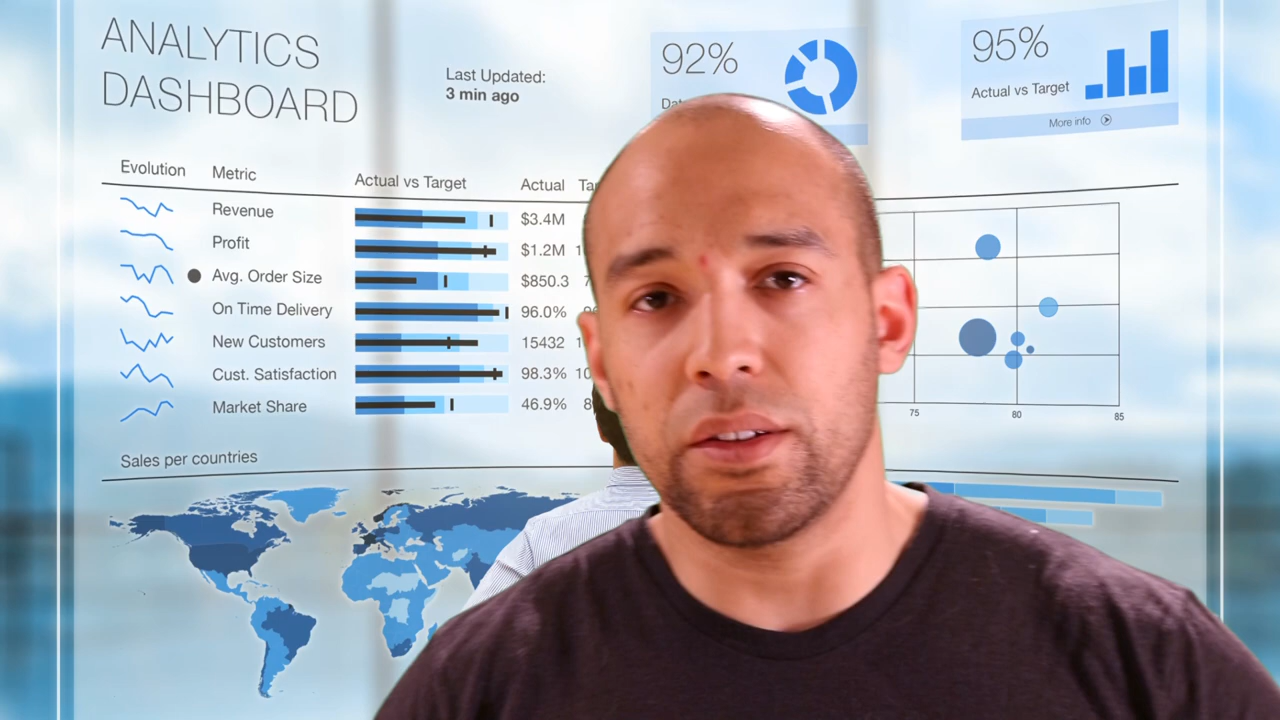 ANALYTICS
DASHBOARD
Last Updated:
3 min ago
92%
95%
Actual vs Target
More info
Evolution Metric Actual vs Target Actual
Revenue $3.4M
Profit $1.2M
Avg. Order Size $850.3
On Time Delivery 96.0%
New Customers 15432
Cust. Satisfaction 98.3%
Market Share 46.9%
75 80 85
Sales per countries